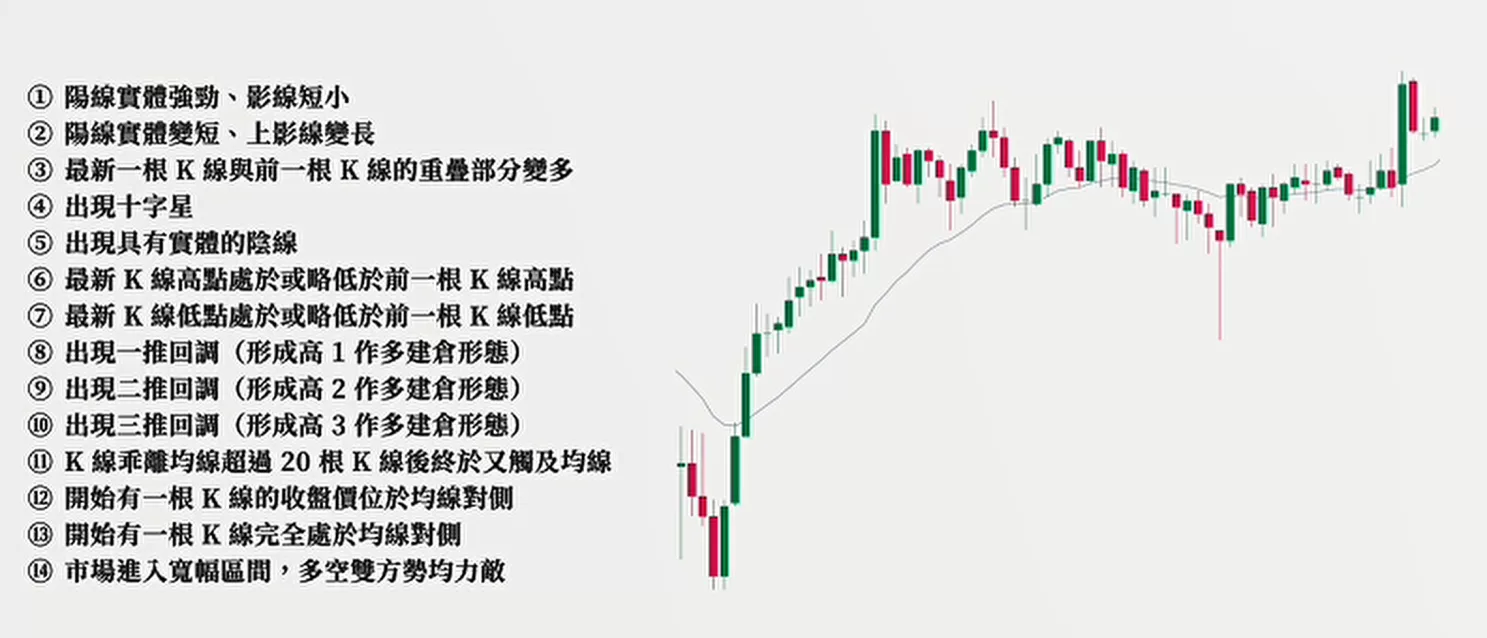 ① 陽線實體強勁、影線短小
② 陽線實體變短、上影線變長
③ 最新一根 K 線與前一根 K 線的重疊部分變多
④ 出現十字星
⑤ 出現具有實體的陰線
⑥ 最新 K 線高點處於或略低於前一根 K 線高點
⑦ 最新 K 線低點處於或略低於前一根 K 線低點
⑧ 出現一推回調（形成高 1 作多建倉形態）
⑨ 出現二推回調（形成高 2 作多建倉形態）
⑩ 出現三推回調（形成高 3 作多建倉形態）
⑪ K 線乖離均線超過 20 根 K 線後終於又觸及均線
⑫ 開始有一根 K 線的收盤價位於均線對側
⑬ 開始有一根 K 線完全處於均線對側
⑭ 市場進入寬幅區間，多空雙方勢均力敵